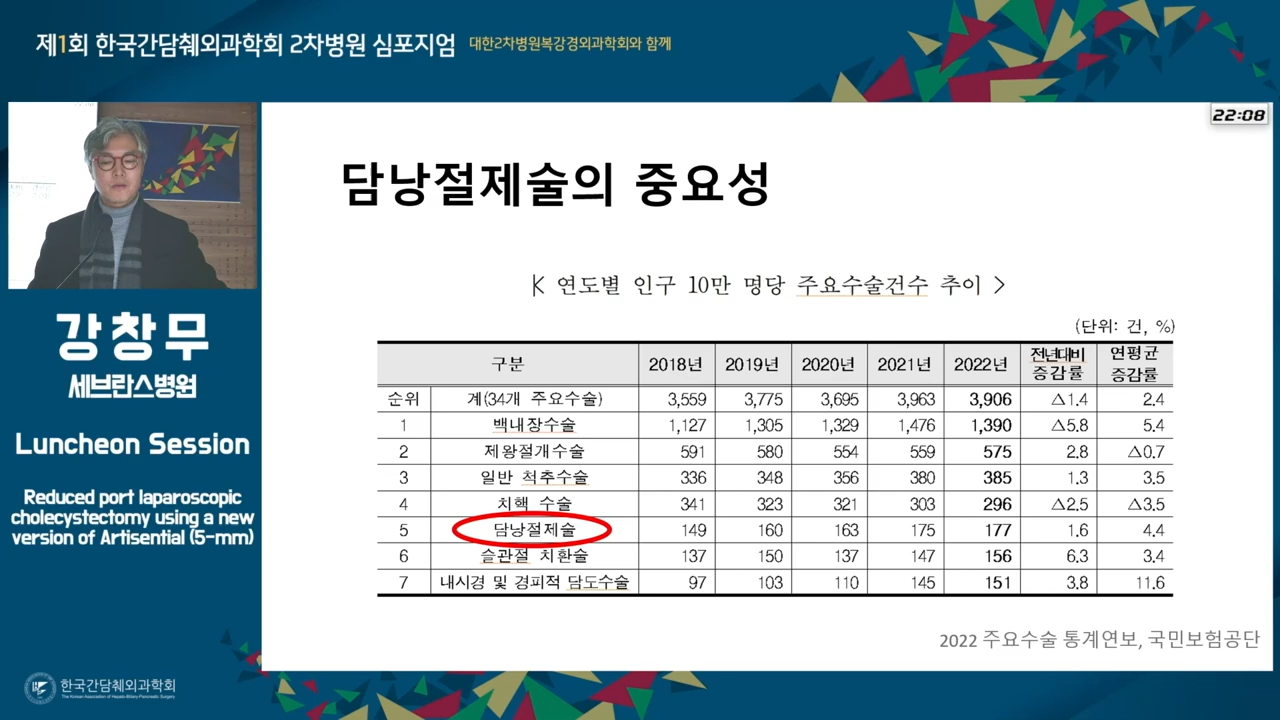 제1회 한국간담췌외과학회 2차병원 심포지엄 대한2차병원복강경외과학회와 함께
22:08
담낭절제술의 중요성
< 연도별 인구 10만 명당 주요수술건수 추이 >
(단위: 건, %)
구분 2018년 2019년 2020년 2021년 2022년 전년대비 증감률 연평균 증감률
순위 계(34개 주요수술) 3,559 3,775 3,695 3,963 3,906 △1.4 2.4
1 백내장수술 1,127 1,305 1,329 1,476 1,390 △5.8 5.4
2 제왕절개수술 591 580 554 559 575 2.8 △0.7
3 일반 척추수술 336 348 356 380 385 1.3 3.5
4 치핵 수술 341 323 321 303 296 △2.5 △3.5
5 담낭절제술 149 160 163 175 177 1.6 4.4
6 슬관절 치환술 137 150 137 147 156 6.3 3.4
7 내시경 및 경피적 담도수술 97 103 110 145 151 3.8 11.6
2022 주요수술 통계연보, 국민보험공단
강창무
세브란스병원
Luncheon Session
Reduced port laparoscopic
cholecystectomy using a new
version of Artisential (5-mm)
한국간담췌외과학회
The Korean Association of Hepato-Biliary-Pancreatic Surgery